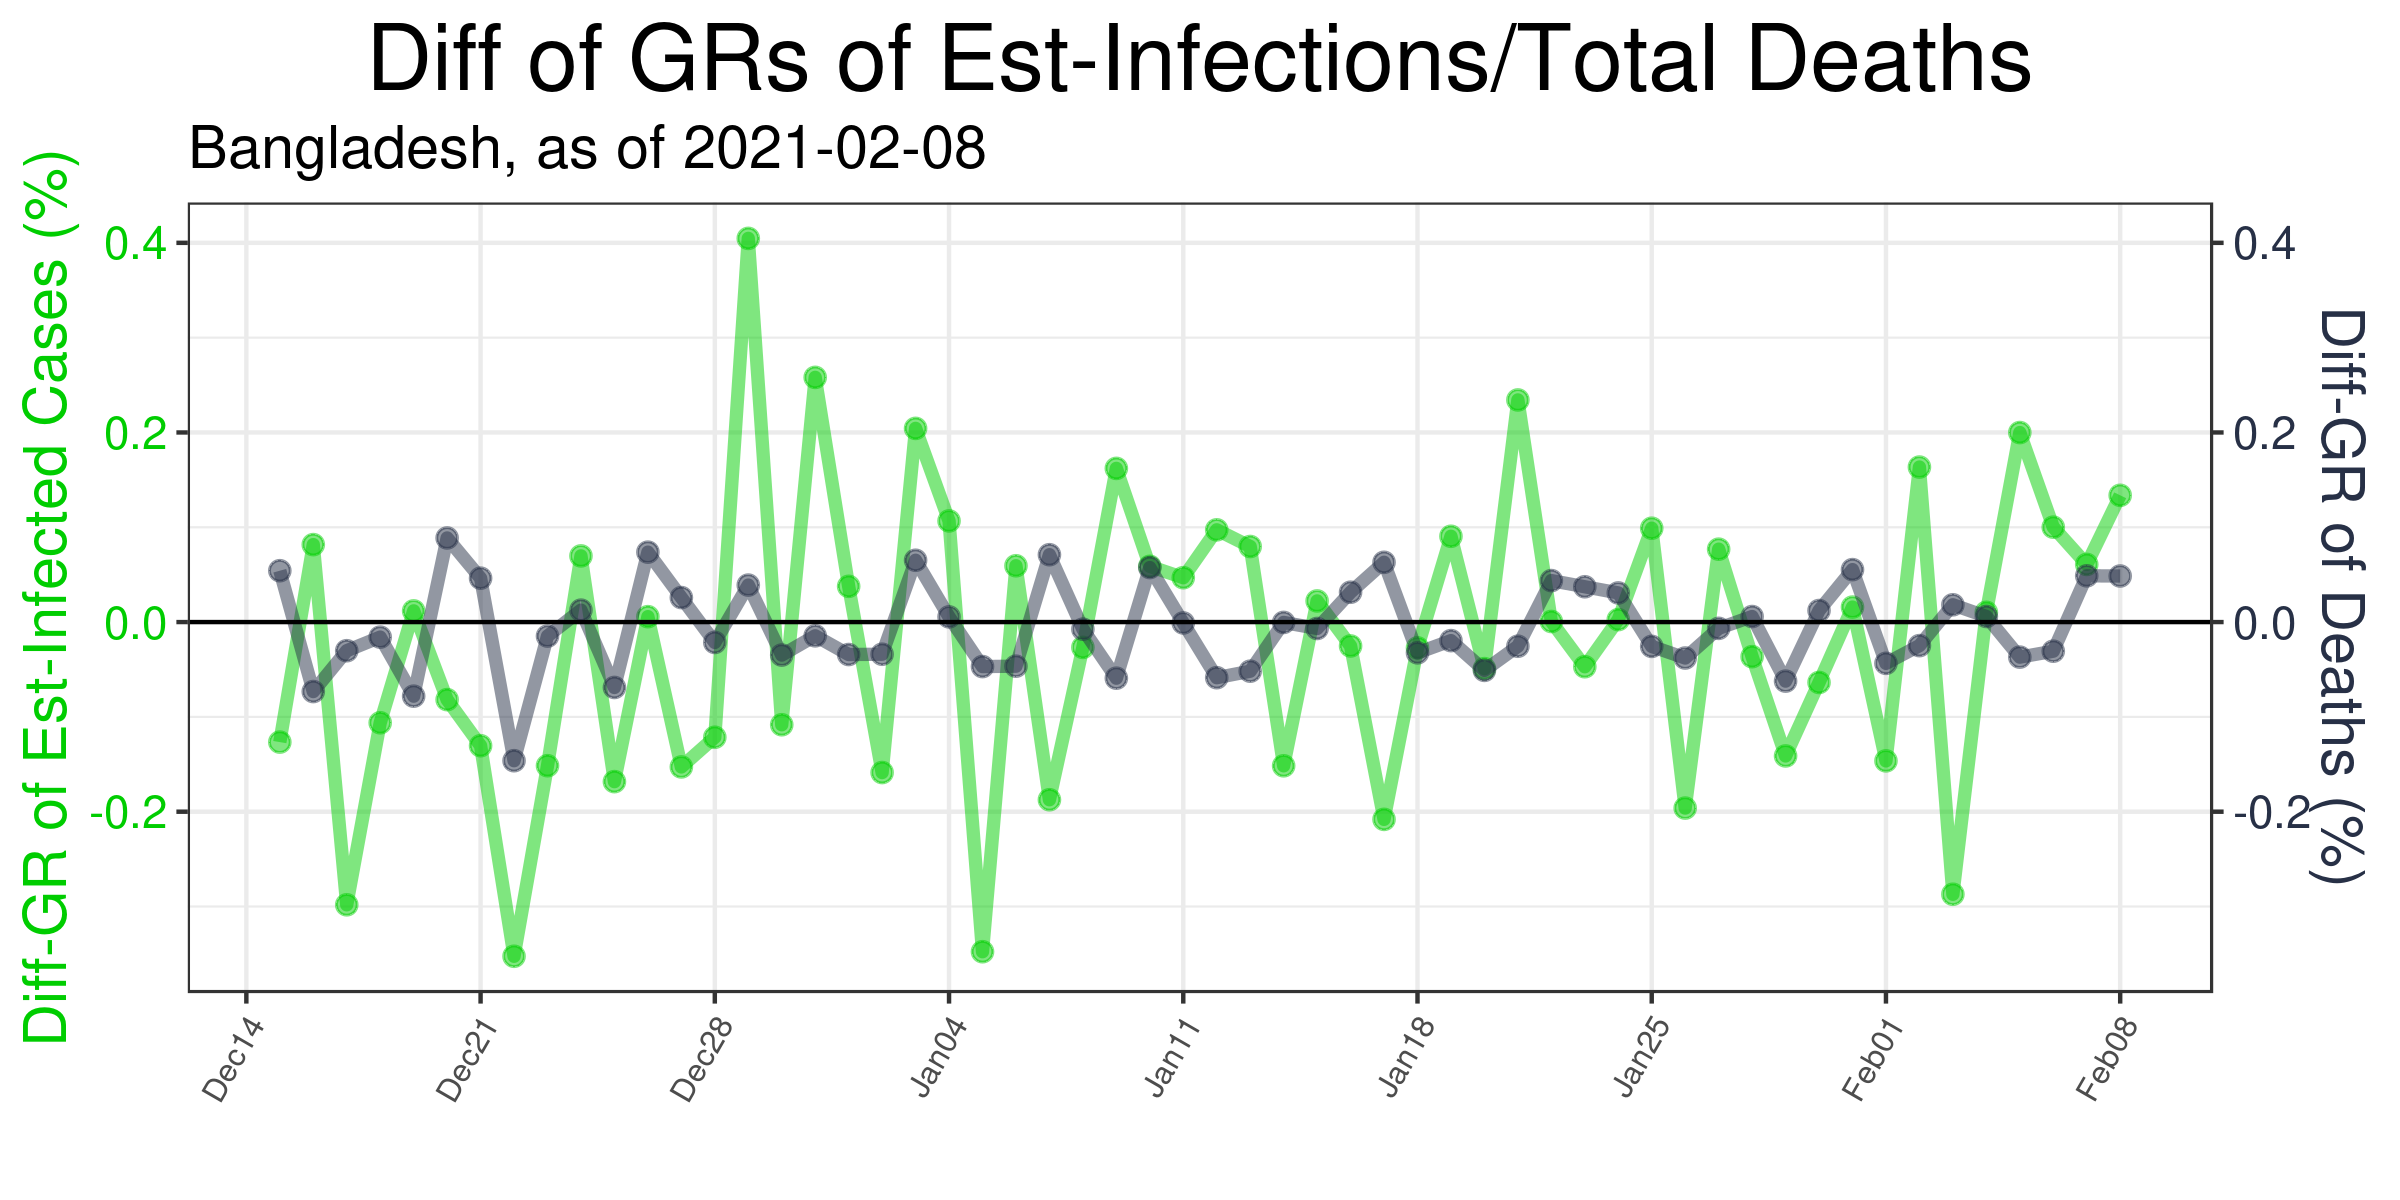 Diff of GRs of Est-Infections/Total Deaths
Bangladesh, as of 2021-02-08
Diff-GR of Est-Infected Cases (%)
0.4
0.2
0.0
-0.2
0.4
0.2
0.0
-0.2
Diff-GR of Deaths (%)
Dec14
Dec21
Dec28
Jan04
Jan11
Jan18
Jan25
Feb01
Feb08